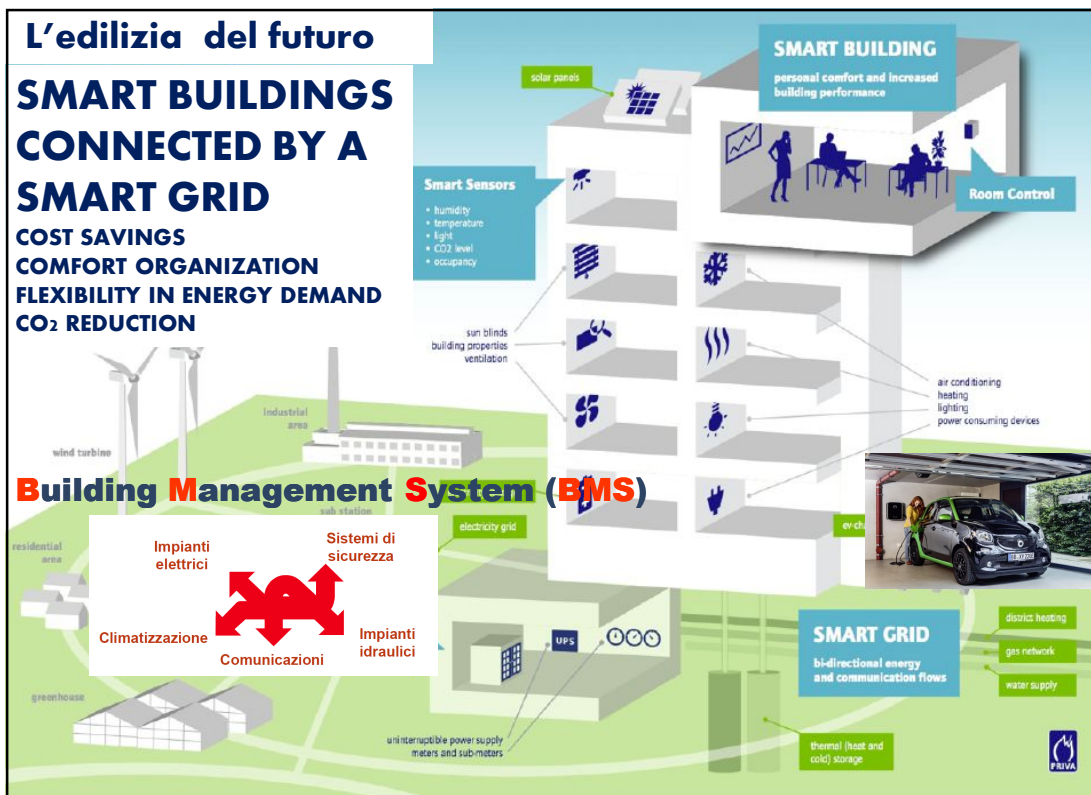 L'edilizia del futuro
SMART BUILDINGS
CONNECTED BY A
SMART GRID
COST SAVINGS
COMFORT ORGANIZATION
FLEXIBILITY IN ENERGY DEMAND
CO2 REDUCTION
solar panels
SMART BUILDING
personal comfort and increased
building performance
Room Control
Smart Sensors
• humidity
• temperature
• light
• CO2 level
• occupancy
sun blinds
building properties
ventilation
air conditioning
heating
lighting
power consuming devices
industrial
area
wind turbine
Building Management System (BMS)
sub station
electricity grid
residential
area
Impianti
elettrici
Sistemi di
sicurezza
Climatizzazione
Comunicazioni
Impianti
idraulici
greenhouse
UPS
uninterruptible power supply
meters and sub-meters
SMART GRID
bi-directional energy
and communication flows
district heating
gas network
water supply
thermal (heat and
cold) storage
PRIVA